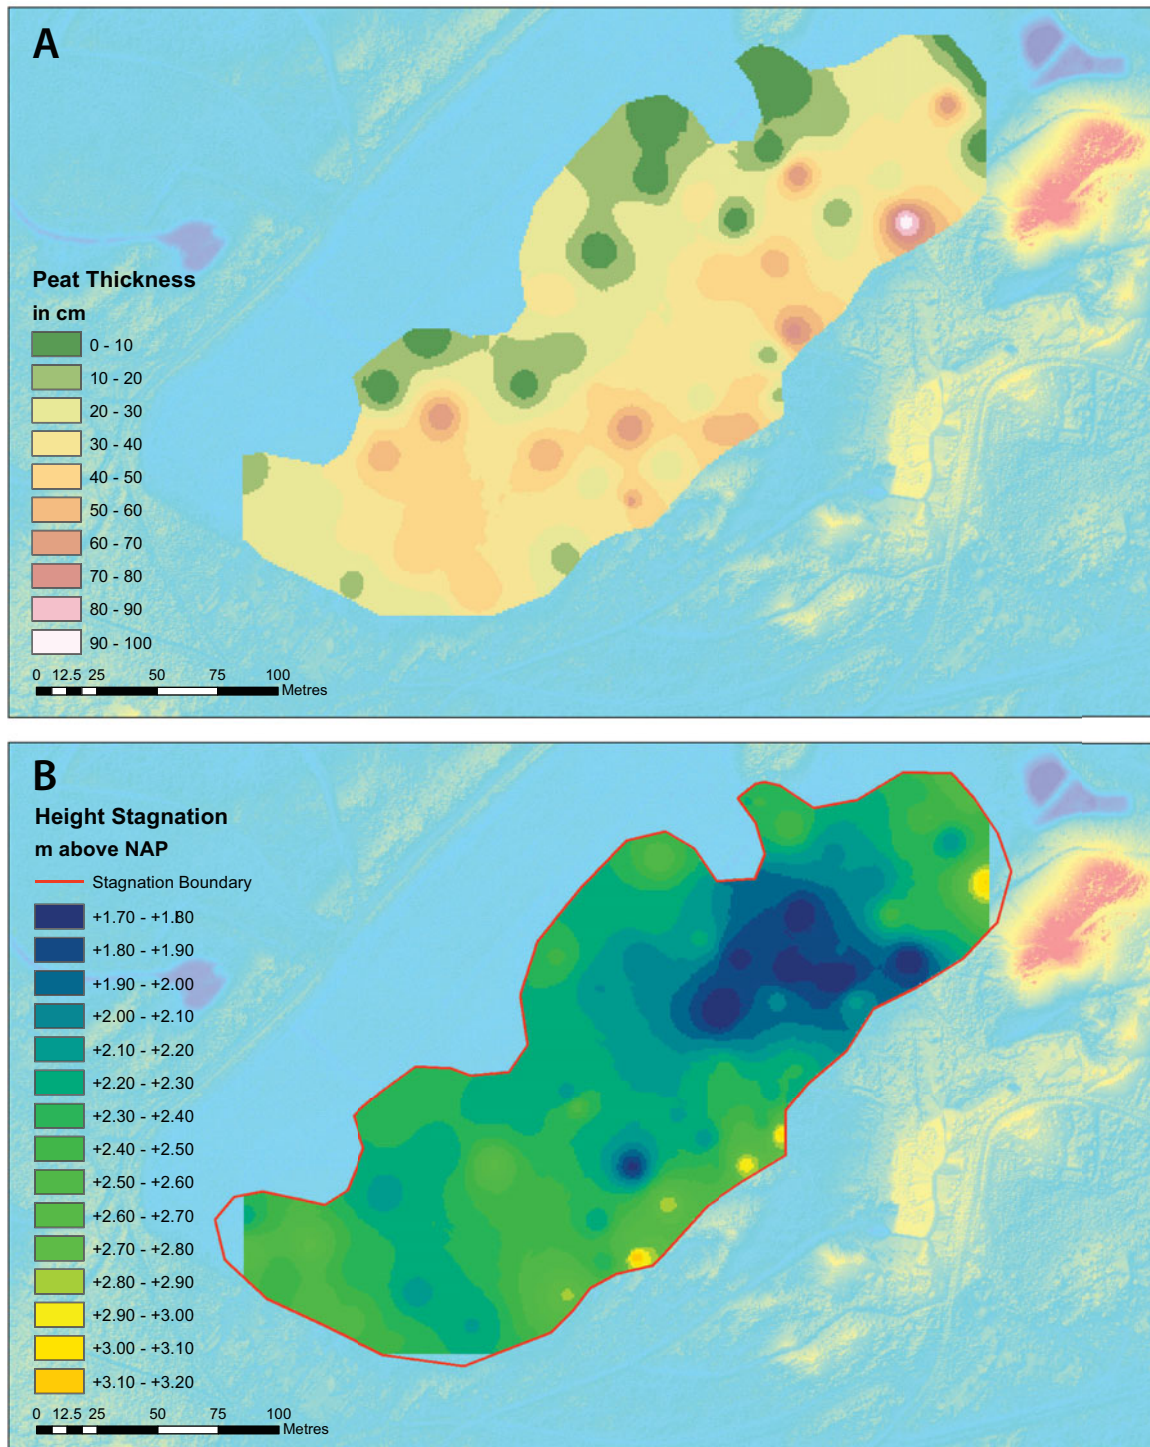 A
Peat Thickness
in cm
0 - 10
10 - 20
20 - 30
30 - 40
40 - 50
50 - 60
60 - 70
70 - 80
80 - 90
90 - 100
0 12.5 25 50 75 100
Metres
B
Height Stagnation
m above NAP
Stagnation Boundary
+1.70 - +1.80
+1.80 - +1.90
+1.90 - +2.00
+2.00 - +2.10
+2.10 - +2.20
+2.20 - +2.30
+2.30 - +2.40
+2.40 - +2.50
+2.50 - +2.60
+2.60 - +2.70
+2.70 - +2.80
+2.80 - +2.90
+2.90 - +3.00
+3.00 - +3.10
+3.10 - +3.20
0 12.5 25 50 75 100
Metres